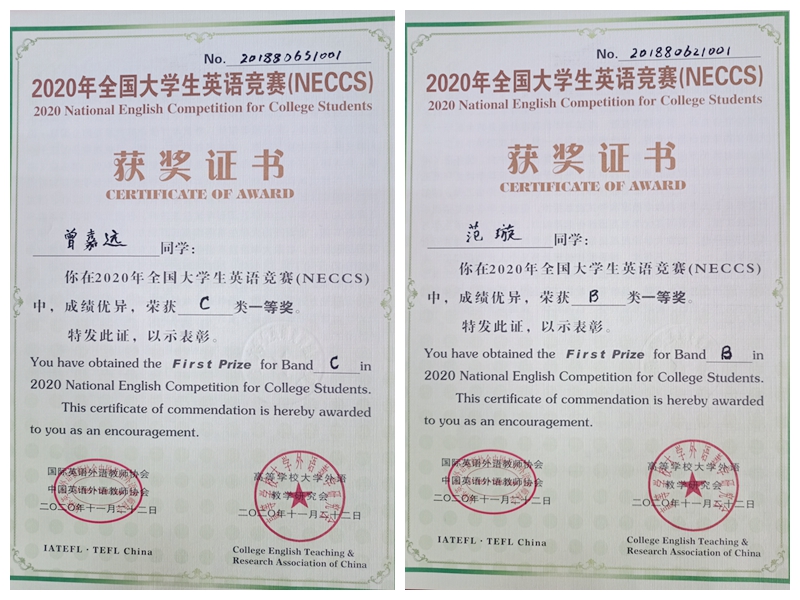 No. 201880651001
2020年全国大学生英语竞赛(NECCS)
2020 National English Competition for College Students
获奖证书
CERTIFICATE OF AWARD
曾嘉远同学:
你在2020年全国大学生英语竞赛(NECCS)
中,成绩优异,荣获C类一等奖。
特发此证,以示表彰。
You have obtained the First Prize for Band C in
2020 National English Competition for College Students.
This certificate of commendation is hereby awarded
to you as an encouragement.
国际英语外语教师协会
中国英语外语教师协会
二〇二〇年十一月二十二日
IATEFL·TEFL China
高等学校大学外语
教学研究会
二〇二〇年十一月二十二日
College English Teaching &
Research Association of China
No. 201880621001
2020年全国大学生英语竞赛(NECCS)
2020 National English Competition for College Students
获奖证书
CERTIFICATE OF AWARD
范璇同学:
你在2020年全国大学生英语竞赛(NECCS)
中,成绩优异,荣获B类一等奖。
特发此证,以示表彰。
You have obtained the First Prize for Band B in
2020 National English Competition for College Students.
This certificate of commendation is hereby awarded
to you as an encouragement.
国际英语外语教师协会
中国英语外语教师协会
二〇二〇年十一月二十二日
IATEFL·TEFL China
高等学校大学外语
教学研究会
二〇二〇年十一月二十二日
College English Teaching &
Research Association of China